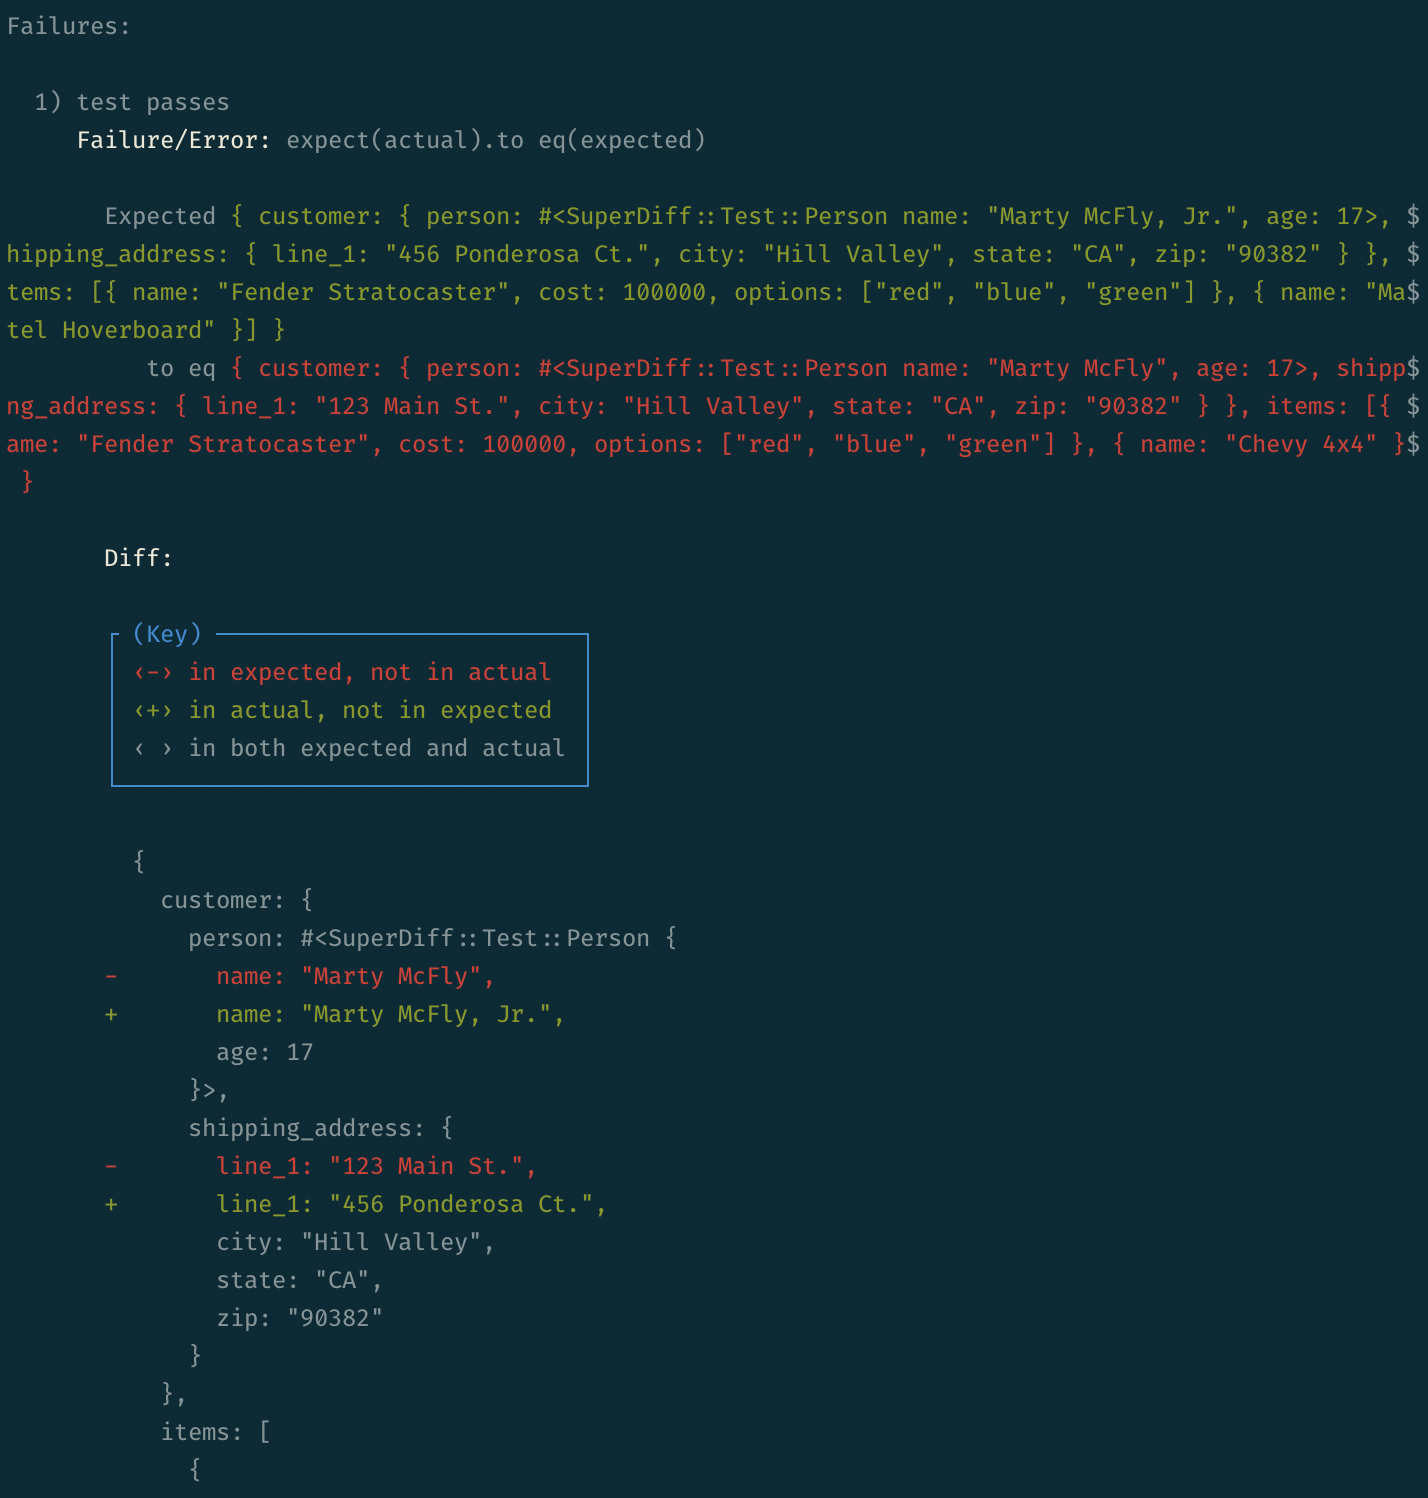 Failures:
1) test passes
Failure/Error: expect(actual).to eq(expected)
Expected { customer: { person: #<SuperDiff::Test::Person name: "Marty McFly, Jr.", age: 17>, $
hipping_address: { line_1: "456 Ponderosa Ct.", city: "Hill Valley", state: "CA", zip: "90382" } }, $
tems: [{ name: "Fender Stratocaster", cost: 100000, options: ["red", "blue", "green"] }, { name: "Ma$
tel Hoverboard" }] }
to eq { customer: { person: #<SuperDiff::Test::Person name: "Marty McFly", age: 17>, shipp$
ng_address: { line_1: "123 Main St.", city: "Hill Valley", state: "CA", zip: "90382" } }, items: [{ $
ame: "Fender Stratocaster", cost: 100000, options: ["red", "blue", "green"] }, { name: "Chevy 4x4" }$
}
Diff:
(Key)
‹-› in expected, not in actual
‹+› in actual, not in expected
‹ › in both expected and actual
{
customer: {
person: #<SuperDiff::Test::Person {
- name: "Marty McFly",
+ name: "Marty McFly, Jr.",
age: 17
}>,
shipping_address: {
- line_1: "123 Main St.",
+ line_1: "456 Ponderosa Ct.",
city: "Hill Valley",
state: "CA",
zip: "90382"
}
},
items: [
{